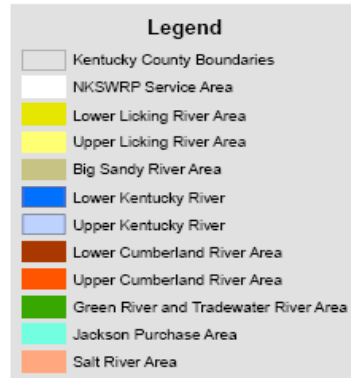 Legend
Kentucky County Boundaries
NKSWRP Service Area
Lower Licking River Area
Upper Licking River Area
Big Sandy River Area
Lower Kentucky River
Upper Kentucky River
Lower Cumberland River Area
Upper Cumberland River Area
Green River and Tradewater River Area
Jackson Purchase Area
Salt River Area